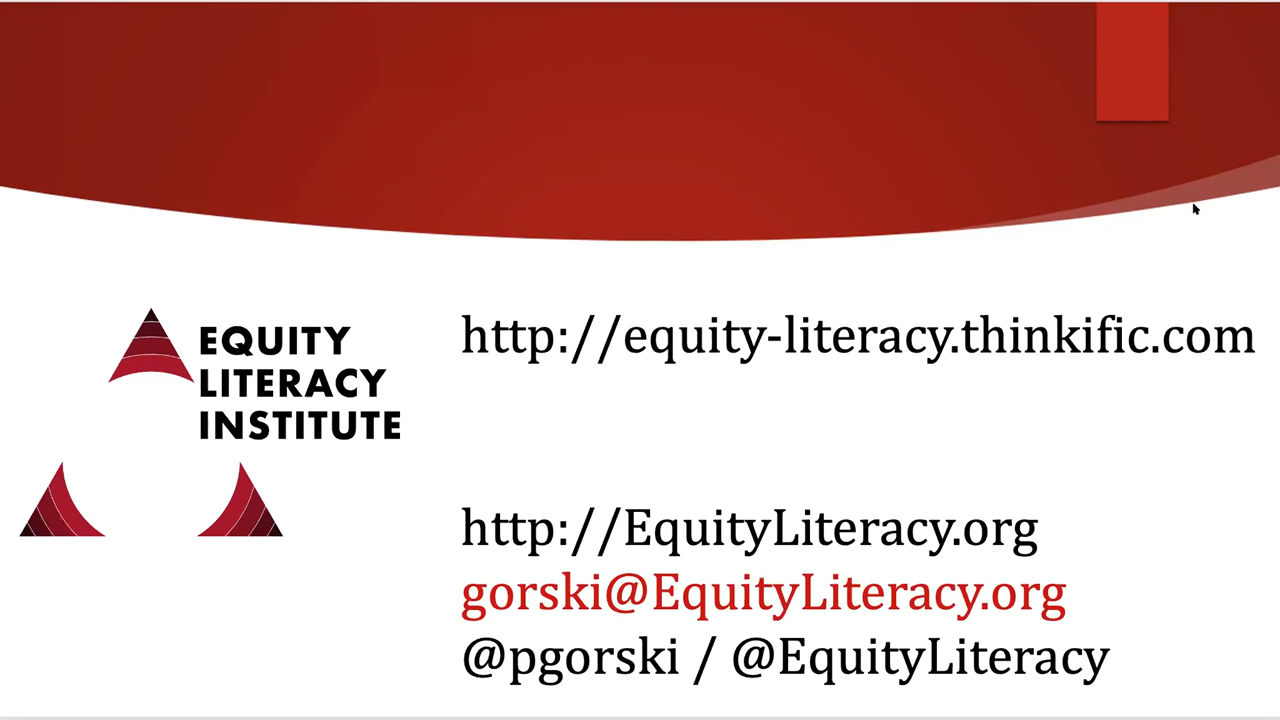 EQUITY
LITERACY
INSTITUTE
http://equity-literacy.thinkific.com
http://EquityLiteracy.org
gorski@EquityLiteracy.org
@pgorski / @EquityLiteracy